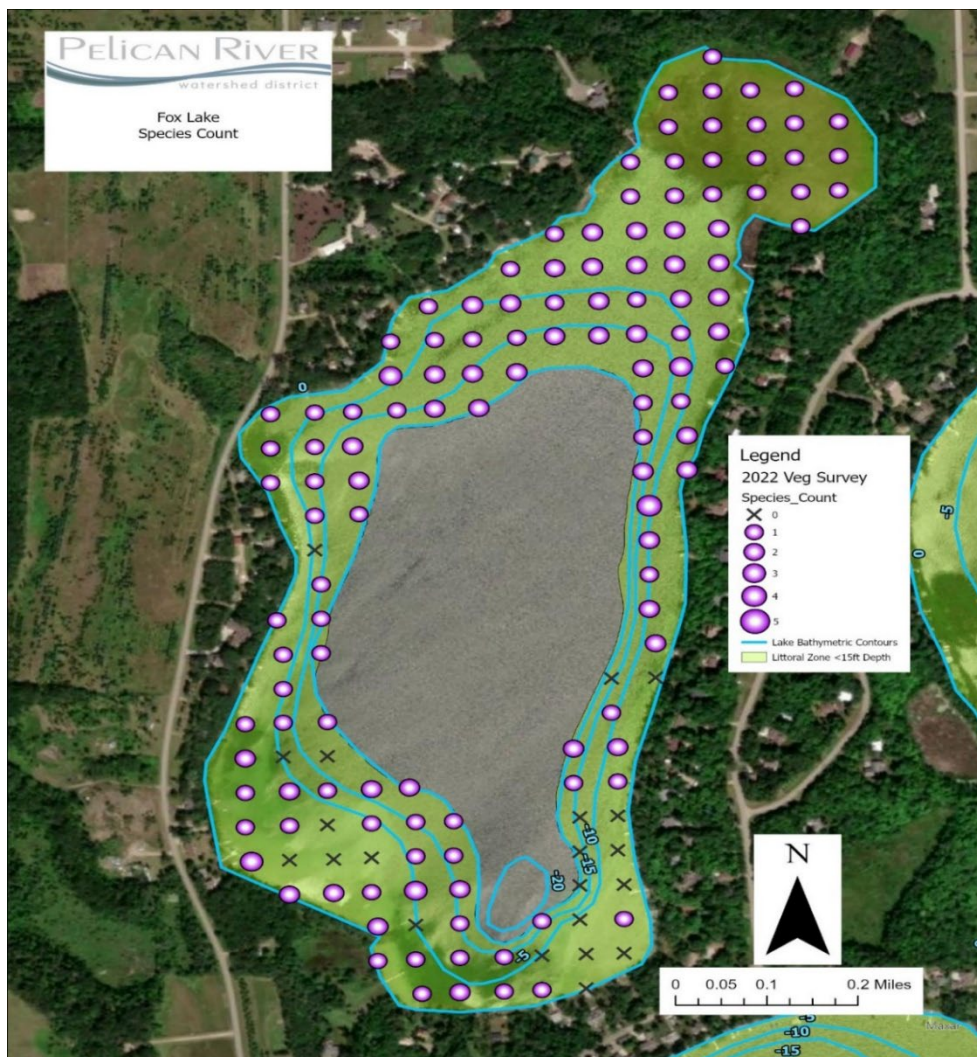 PELICAN RIVER
watershed district
Fox Lake
Species Count
0
Legend
2022 Veg Survey
Species_Count
0
1
2
3
4
5
Lake Bathymetric Contours
Littoral Zone <15ft Depth
-5
0
-10
-15
-20
-5
N
0 0.05 0.1 0.2 Miles
-5
-10
-15